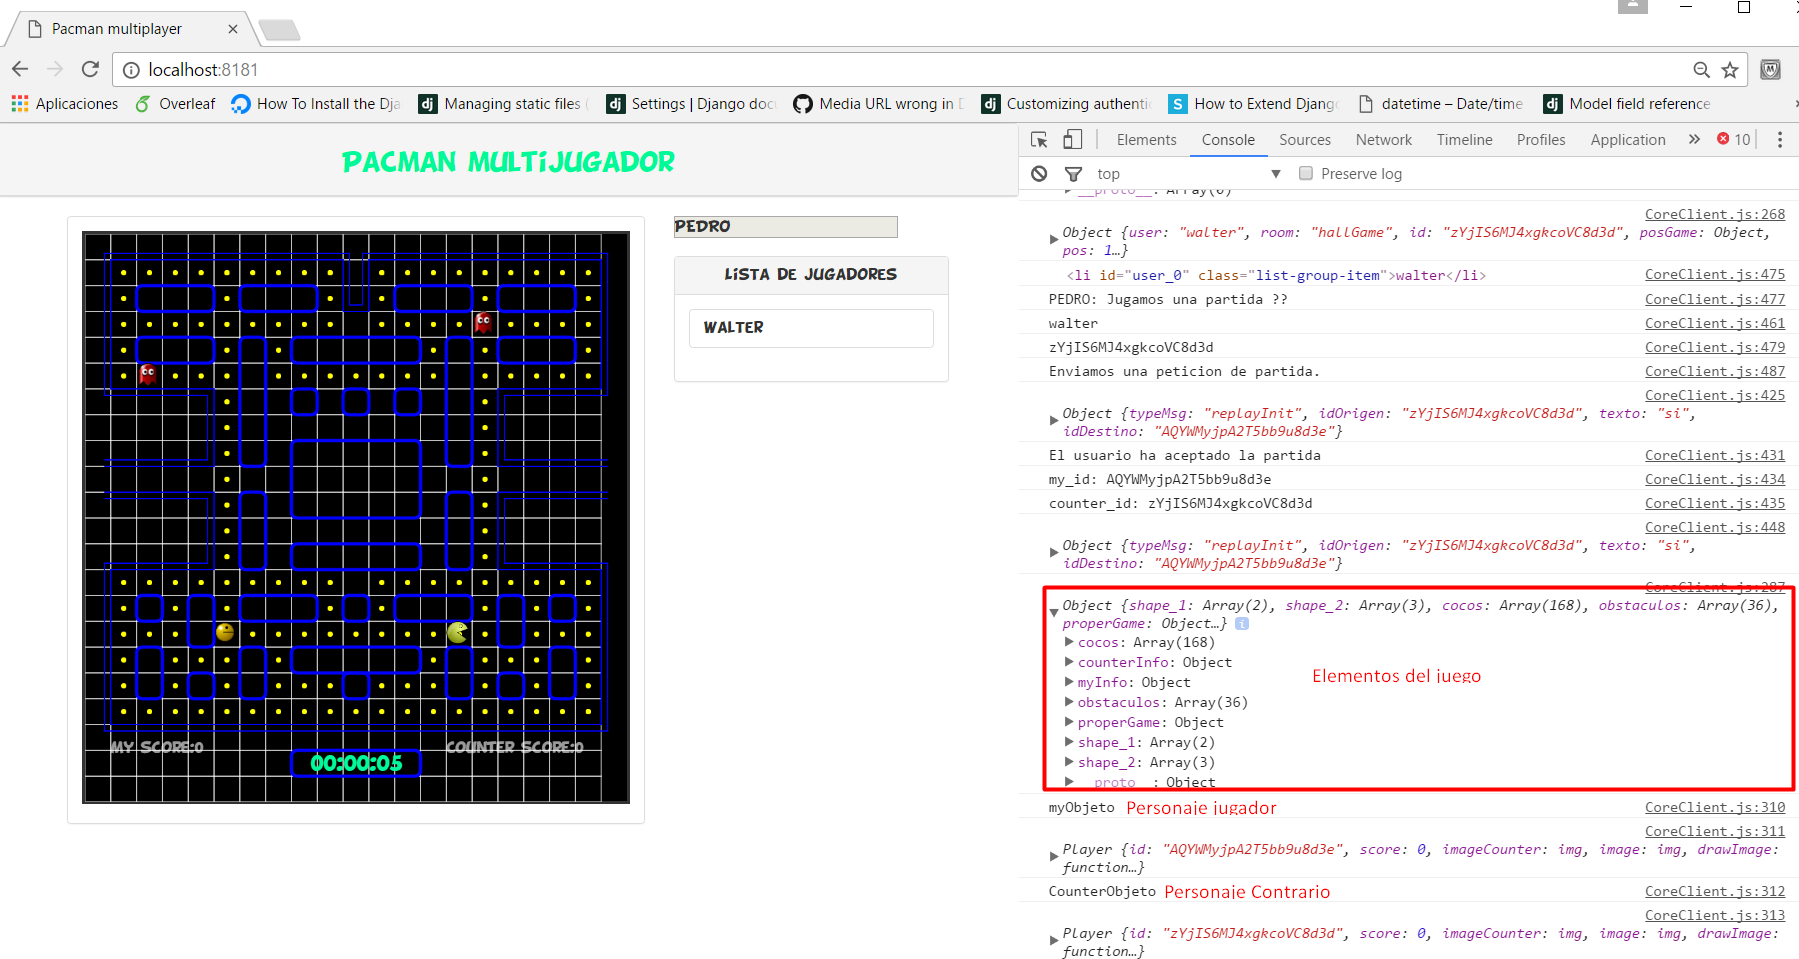 Pacman multiplayer
localhost:8181
Aplicaciones
Overleaf
How To Install the Dja
Managing static files (
Settings | Django docu
Media URL wrong in D
Customizing authentic
How to Extend Django
datetime – Date/time
Model field reference
PACMAN MULTIJUGADOR
PEDRO
LISTA DE JUGADORES
WALTER
MY SCORE:0
COUNTER SCORE:0
00:00:05
Elements
Console
Sources
Network
Timeline
Profiles
Application
10
top
Preserve log
__proto__: Array(0)
CoreClient.js:268
Object {user: "walter", room: "hallGame", id: "zYjIS6MJ4xgkcoVC8d3d", posGame: Object,
pos: 1…}
<li id="user_0" class="list-group-item">walter</li> CoreClient.js:475
PEDRO: Jugamos una partida ?? CoreClient.js:477
walter CoreClient.js:461
zYjIS6MJ4xgkcoVC8d3d CoreClient.js:479
Enviamos una peticion de partida. CoreClient.js:487
CoreClient.js:425
Object {typeMsg: "replayInit", idOrigen: "zYjIS6MJ4xgkcoVC8d3d", texto: "si",
idDestino: "AQYWMyjpA2T5bb9u8d3e"}
El usuario ha aceptado la partida CoreClient.js:431
my_id: AQYWMyjpA2T5bb9u8d3e CoreClient.js:434
counter_id: zYjIS6MJ4xgkcoVC8d3d CoreClient.js:435
CoreClient.js:448
Object {typeMsg: "replayInit", idOrigen: "zYjIS6MJ4xgkcoVC8d3d", texto: "si",
idDestino: "AQYWMyjpA2T5bb9u8d3e"}
CoreClient.js:287
Object {shape_1: Array(2), shape_2: Array(3), cocos: Array(168), obstaculos: Array(36),
properGame: Object…}
cocos: Array(168)
counterInfo: Object
myInfo: Object
obstaculos: Array(36)
properGame: Object
shape_1: Array(2)
shape_2: Array(3)
__proto__: Object
Elementos del juego
myObjeto Personaje jugador CoreClient.js:310
CoreClient.js:311
Player {id: "AQYWMyjpA2T5bb9u8d3e", score: 0, imageCounter: img, image: img, drawImage:
function…}
CounterObjeto Personaje Contrario CoreClient.js:312
CoreClient.js:313
Player {id: "zYjIS6MJ4xgkcoVC8d3d", score: 0, imageCounter: img, image: img, drawImage:
function…}